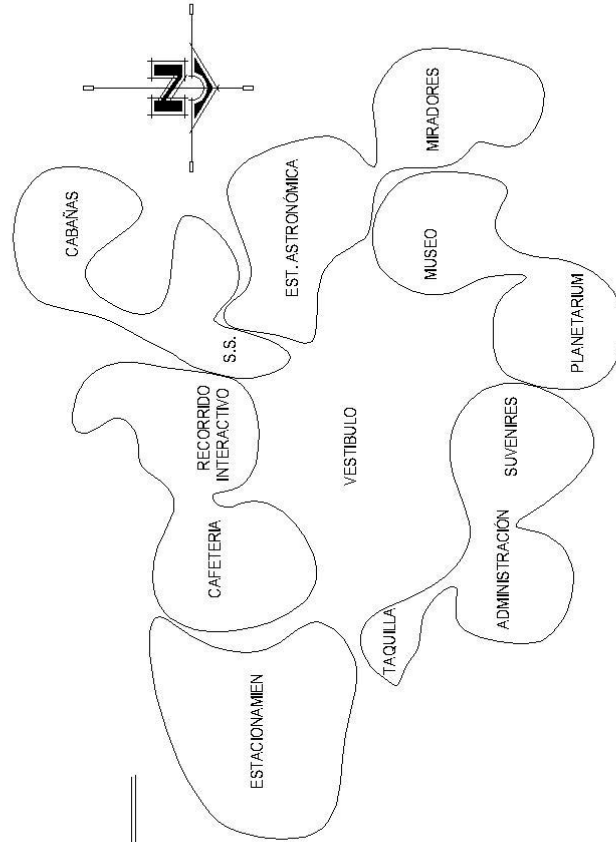 CABAÑAS
N
RECORRIDO
INTERACTIVO
CAFETERIA
S.S.
ESTACIONAMIEN
EST. ASTRONÓMICA
VESTIBULO
TAQUILLA
MUSEO
MIRADORES
ADMINISTRACIÓN
SUVENIRES
PLANETARIUM